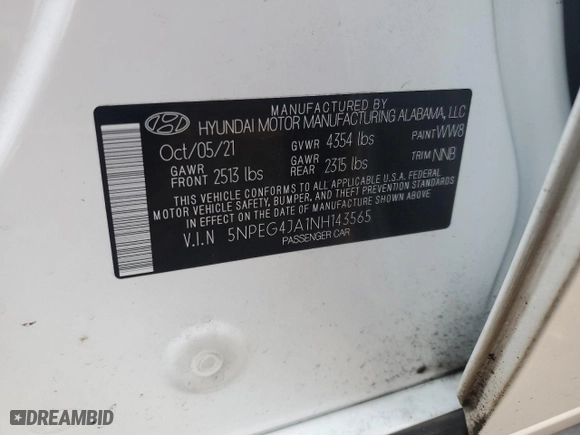 MANUFACTURED BY
HYUNDAI MOTOR MANUFACTURING ALABAMA, LLC
Oct/05/21 GVWR 4354 lbs PAINT WW8
GAWR FRONT 2513 lbs GAWR REAR 2315 lbs TRIM NNB
THIS VEHICLE CONFORMS TO ALL APPLICABLE U.S.A. FEDERAL
MOTOR VEHICLE SAFETY, BUMPER, AND THEFT PREVENTION STANDARDS
IN EFFECT ON THE DATE OF MANUFACTURE SHOWN ABOVE
V.I.N 5NPEG4JA1NH143565
PASSENGER CAR
DREAMBID